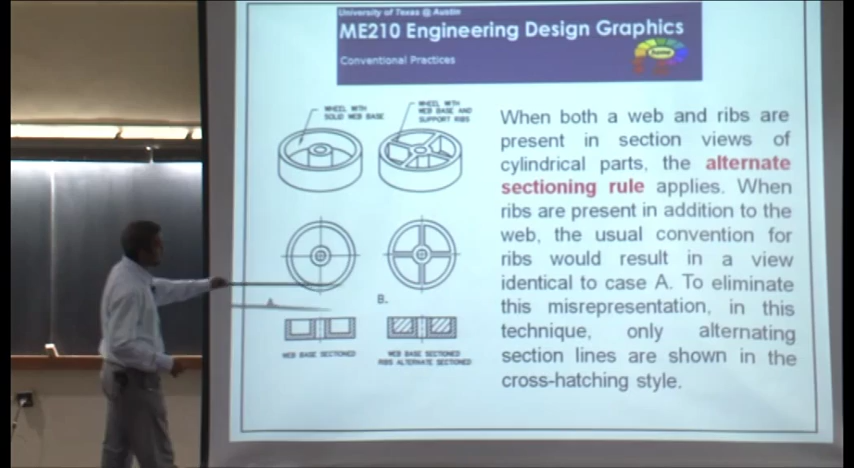 University of Texas @ Austin
ME210 Engineering Design Graphics
Conventional Practices
WHEEL WITH
SOLID WEB BASE
WHEEL WITH
WEB BASE AND
SUPPORT RIBS
A
B.
WEB BASE SECTIONED
WEB BASE SECTIONED
RIBS ALTERNATE SECTIONED
When both a web and ribs are
present in section views of
cylindrical parts, the alternate
sectioning rule applies. When
ribs are present in addition to the
web, the usual convention for
ribs would result in a view
identical to case A. To eliminate
this misrepresentation, in this
technique, only alternating
section lines are shown in the
cross-hatching style.